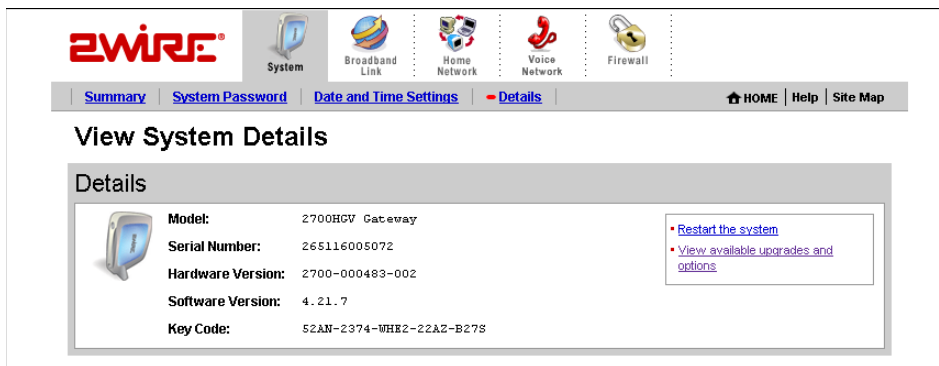 2WIRE®
System
Broadband Link
Home Network
Voice Network
Firewall
Summary | System Password | Date and Time Settings | Details
HOME | Help | Site Map
View System Details
Details
Model: 2700HGV Gateway
Serial Number: 265116005072
Hardware Version: 2700-000483-002
Software Version: 4.21.7
Key Code: 52AN-2374-WHE2-22AZ-B27S
Restart the system
View available upgrades and
options